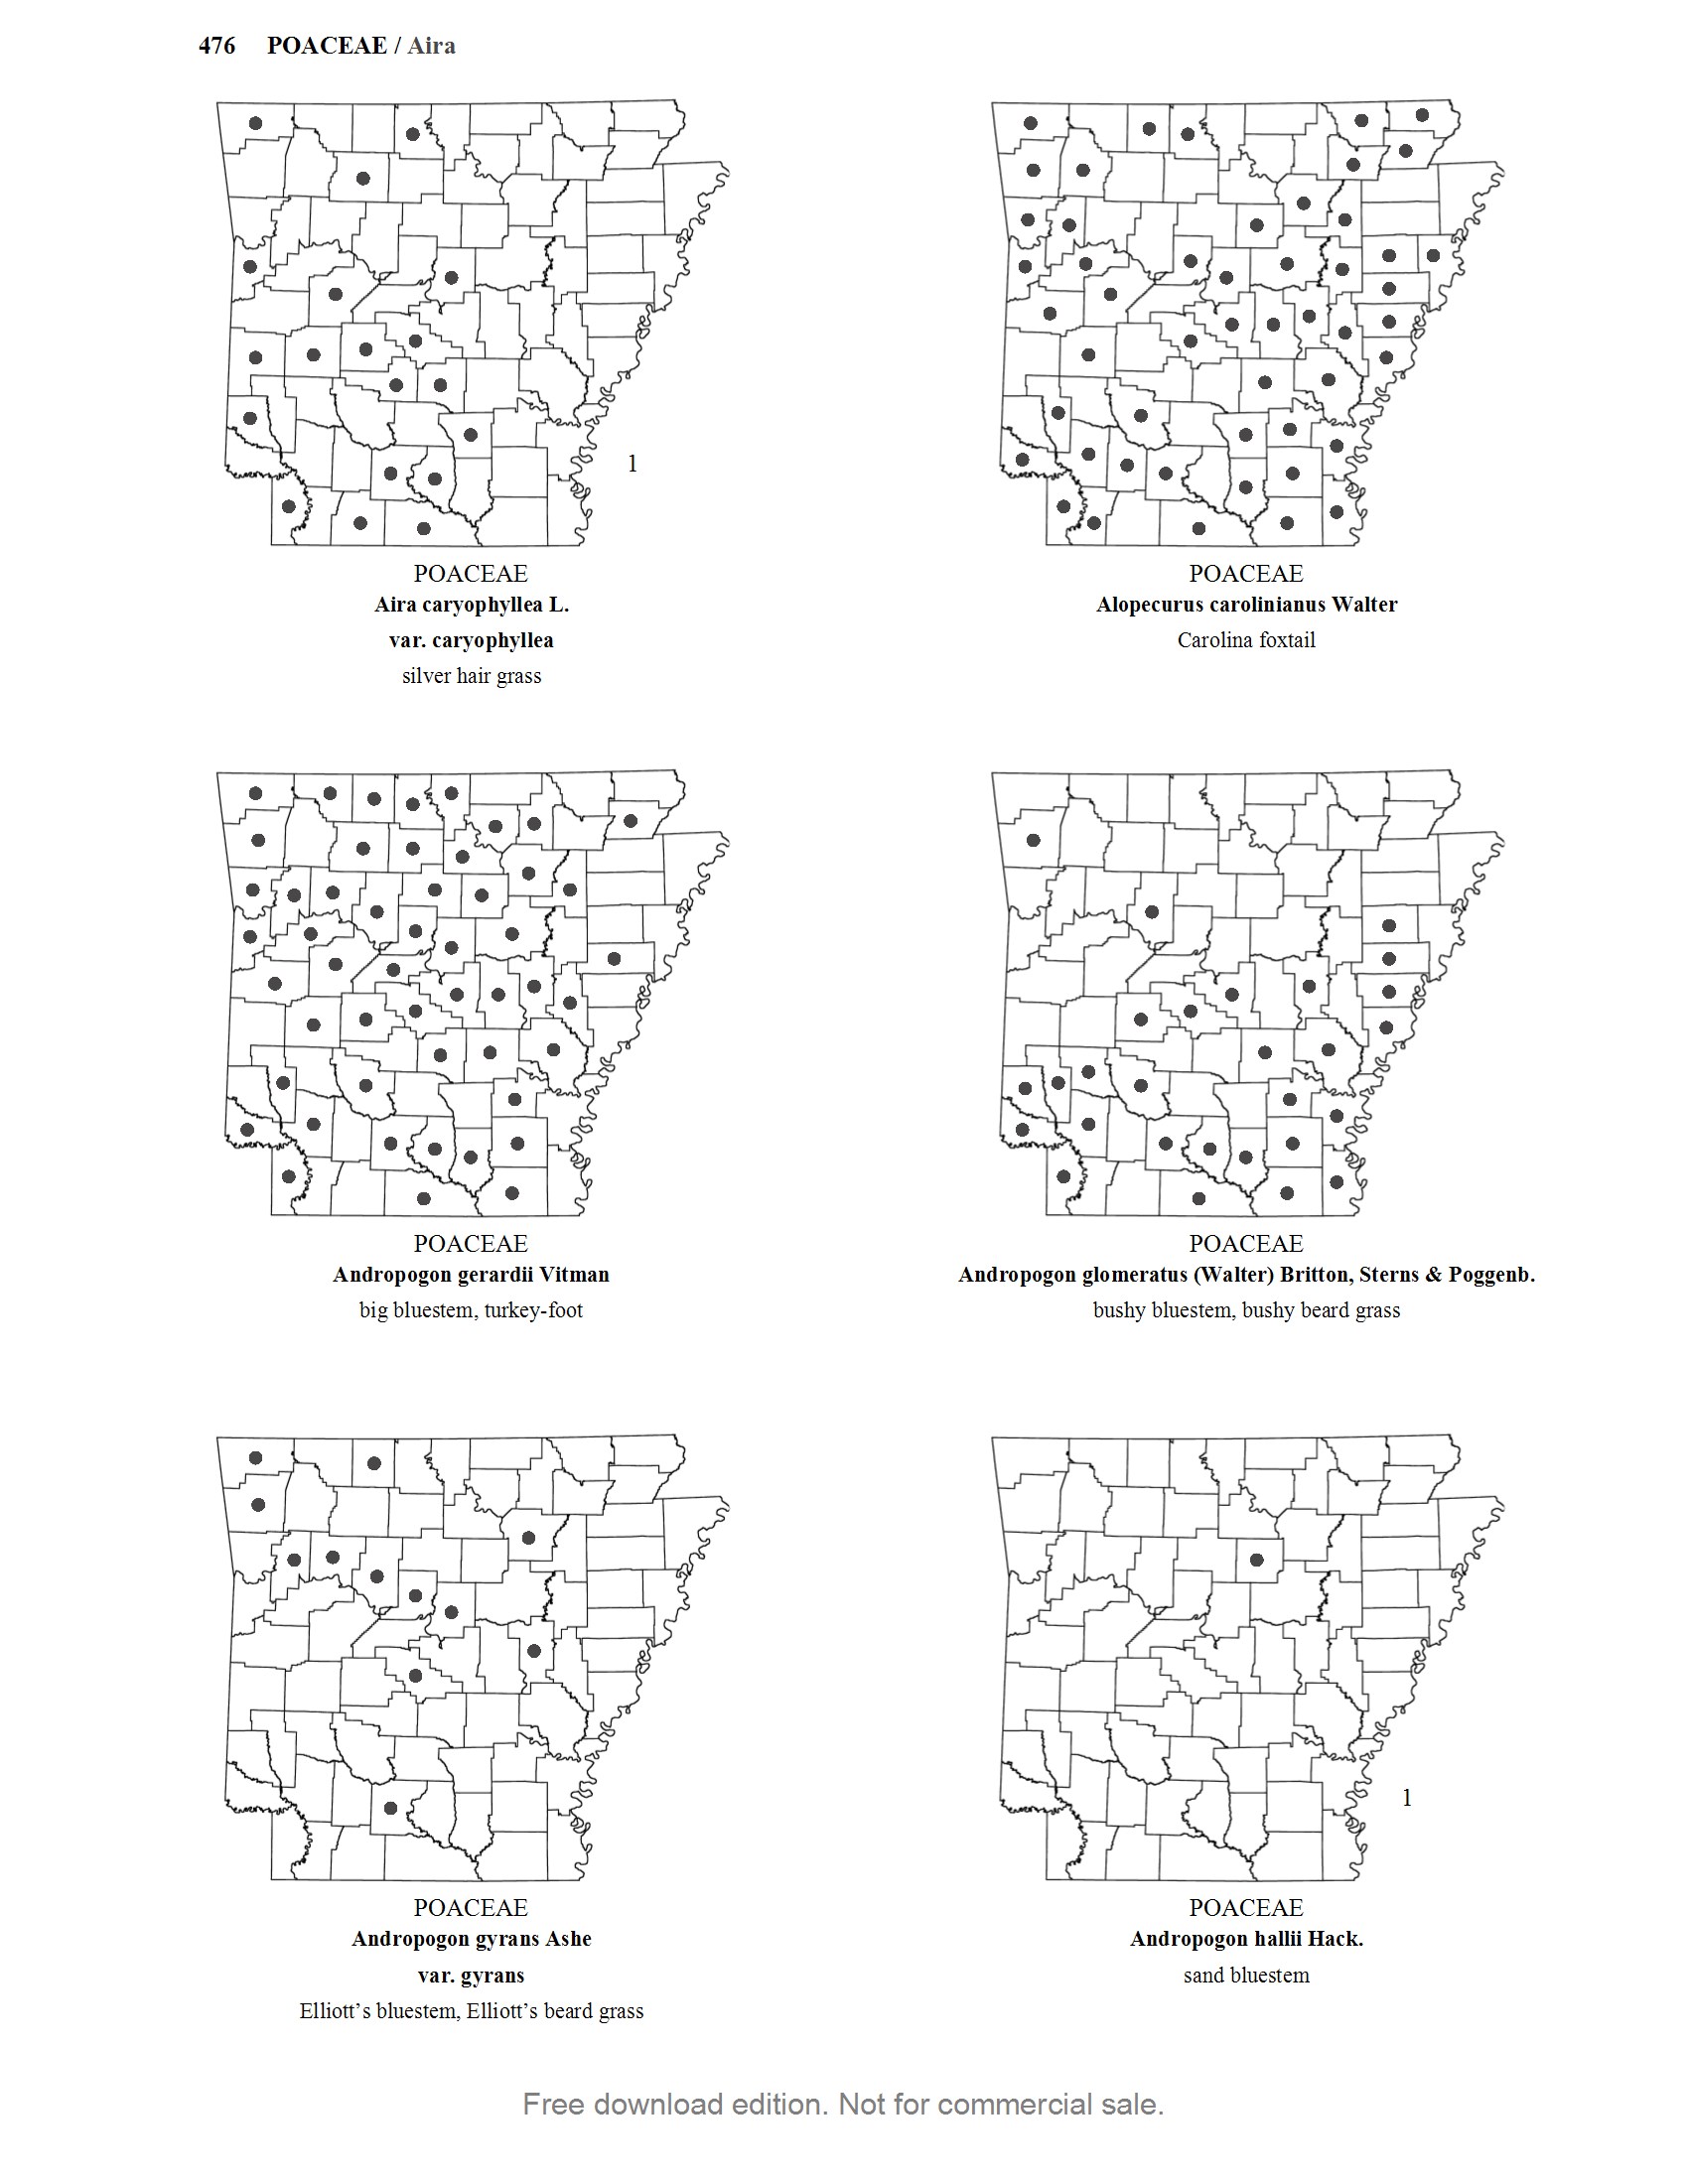 476 POACEAE / Aira
1
POACEAE
Aira caryophyllea L.
var. caryophyllea
silver hair grass
POACEAE
Alopecurus carolinianus Walter
Carolina foxtail
POACEAE
Andropogon gerardii Vitman
big bluestem, turkey-foot
POACEAE
Andropogon glomeratus (Walter) Britton, Sterns & Poggenb.
bushy bluestem, bushy beard grass
POACEAE
Andropogon gyrans Ashe
var. gyrans
Elliott’s bluestem, Elliott’s beard grass
1
POACEAE
Andropogon hallii Hack.
sand bluestem
Free download edition. Not for commercial sale.